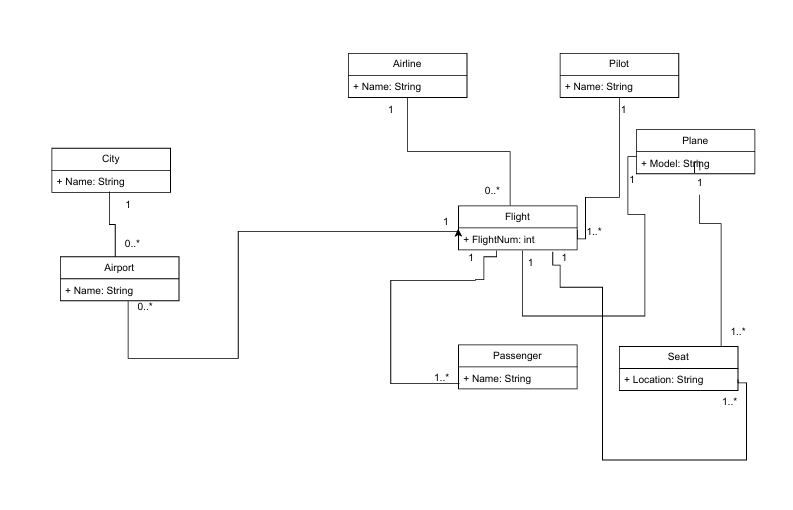 Airline
+ Name: String
1
Pilot
+ Name: String
1
Plane
+ Model: String
1
1
City
+ Name: String
1
0..*
Airport
+ Name: String
0..*
0..*
1
Flight
+ FlightNum: int
1..*
1
1
1
Passenger
+ Name: String
1..*
1..*
Seat
+ Location: String
1..*